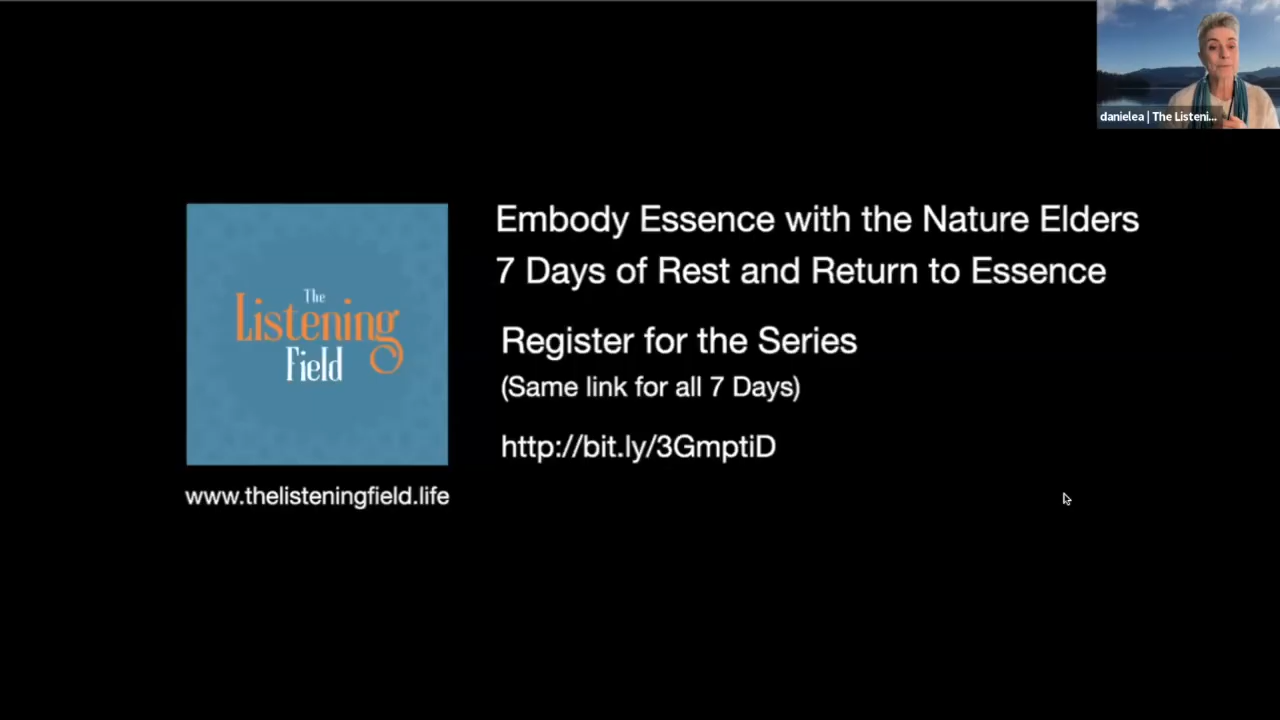 danielea | The Listeni...
Embody Essence with the Nature Elders
7 Days of Rest and Return to Essence
The
Listening
Field
Register for the Series
(Same link for all 7 Days)
http://bit.ly/3GmptiD
www.thelisteningfield.life